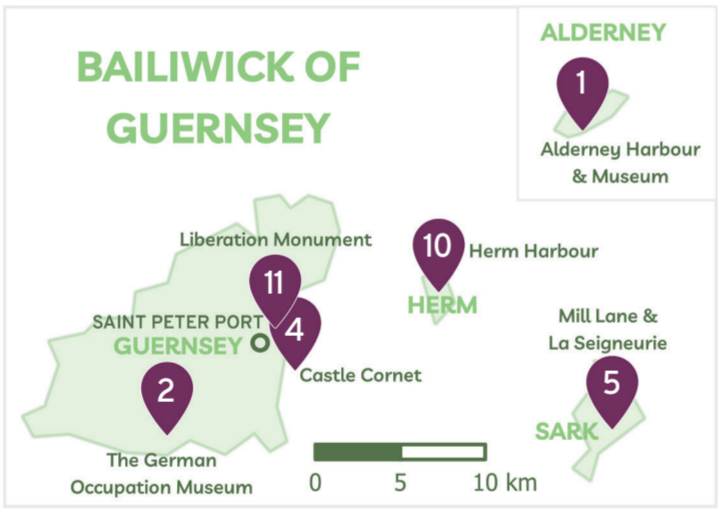 BAILIWICK OF
GUERNSEY
ALDERNEY
1
Alderney Harbour
& Museum
Liberation Monument
11
10
Herm Harbour
HERM
SAINT PETER PORT
GUERNSEY
4
Castle Cornet
Mill Lane &
La Seigneurie
5
SARK
2
The German
Occupation Museum
0 5 10 km